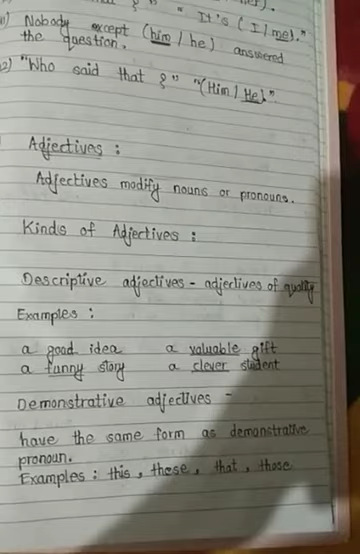 " It's (I / me)."
11) Nobody except (him / he) answered
the question.
12) "Who said that ?" "(Him / He)."
Adjectives :
Adjectives modify nouns or pronouns.
Kinds of Adjectives :
Descriptive adjectives - adjectives of quality
Examples :
a good idea a valuable gift
a funny story a clever student
Demonstrative adjectives -
have the same form as demonstrative
pronoun.
Examples : this , these , that , those